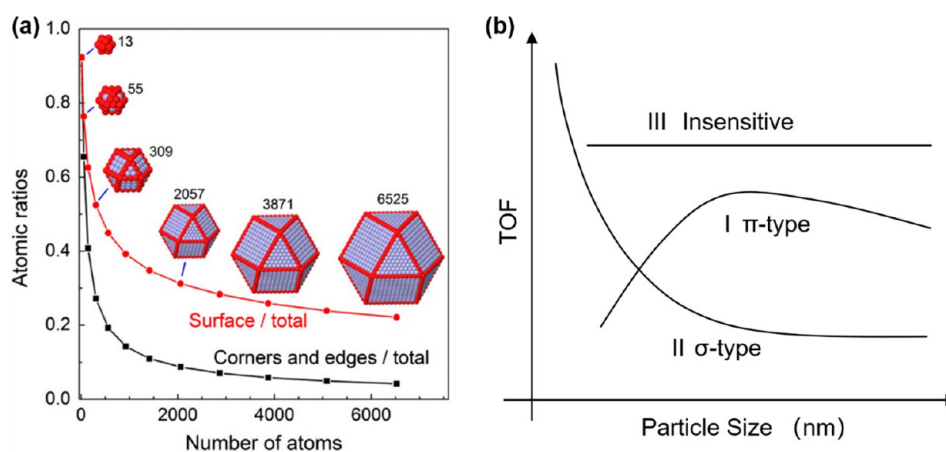 (a)
1.0
0.8
0.6
0.4
0.2
0.0
Atomic ratios
13
55
309
2057
3871
6525
Surface / total
Corners and edges / total
0
2000
4000
6000
Number of atoms
(b)
TOF
III Insensitive
I π-type
II σ-type
Particle Size (nm)